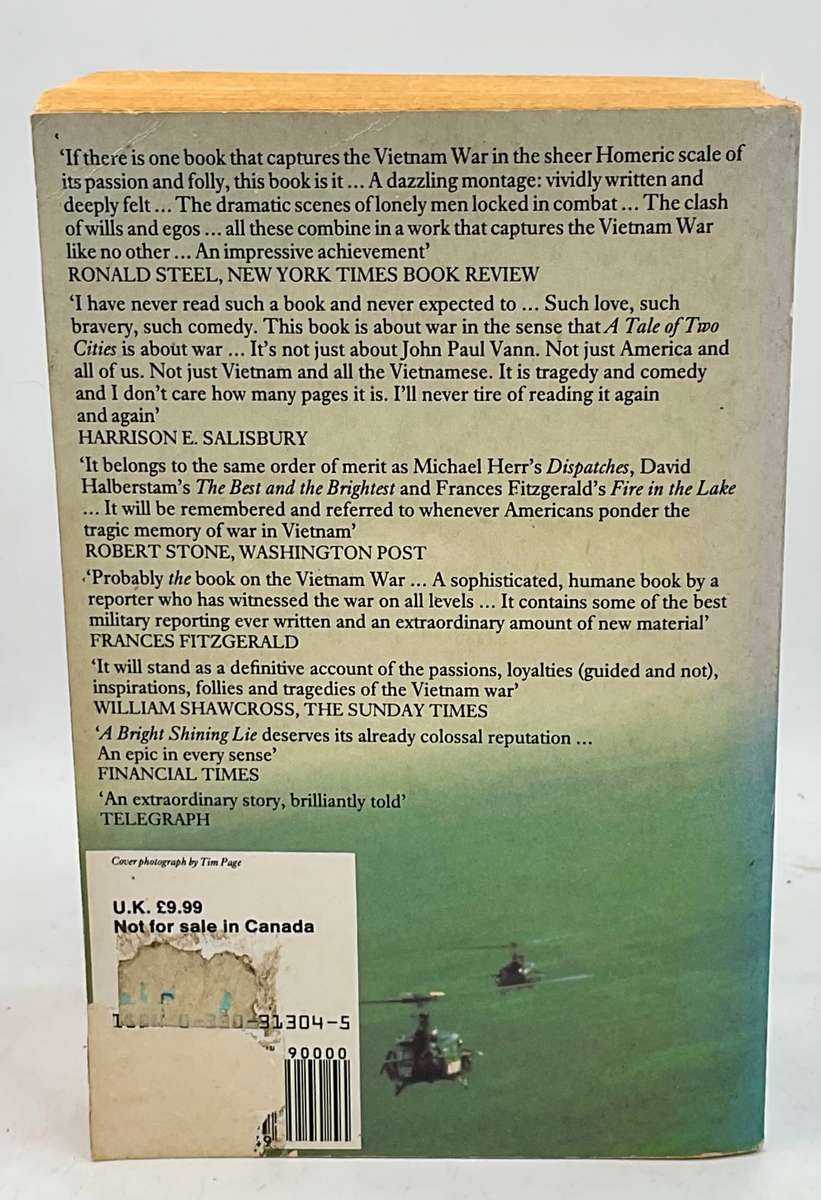 ‘If there is one book that captures the Vietnam War in the sheer Homeric scale of
its passion and folly, this book is it ... A dazzling montage: vividly written and
deeply felt ... The dramatic scenes of lonely men locked in combat ... The clash
of wills and egos ... all these combine in a work that captures the Vietnam War
like no other ... An impressive achievement’
RONALD STEEL, NEW YORK TIMES BOOK REVIEW
‘I have never read such a book and never expected to ... Such love, such
bravery, such comedy. This book is about war in the sense that A Tale of Two
Cities is about war ... It’s not just about John Paul Vann. Not just America and
all of us. Not just Vietnam and all the Vietnamese. It is tragedy and comedy
and I don’t care how many pages it is. I’ll never tire of reading it again
and again’
HARRISON E. SALISBURY
‘It belongs to the same order of merit as Michael Herr’s Dispatches, David
Halberstam’s The Best and the Brightest and Frances Fitzgerald’s Fire in the Lake
... It will be remembered and referred to whenever Americans ponder the
tragic memory of war in Vietnam’
ROBERT STONE, WASHINGTON POST
‘Probably the book on the Vietnam War ... A sophisticated, humane book by a
reporter who has witnessed the war on all levels ... It contains some of the best
military reporting ever written and an extraordinary amount of new material’
FRANCES FITZGERALD
‘It will stand as a definitive account of the passions, loyalties (guided and not),
inspirations, follies and tragedies of the Vietnam war’
WILLIAM SHAWCROSS, THE SUNDAY TIMES
‘A Bright Shining Lie deserves its already colossal reputation ...
An epic in every sense’
FINANCIAL TIMES
‘An extraordinary story, brilliantly told’
TELEGRAPH
Cover photograph by Tim Page
U.K. £9.99
Not for sale in Canada
0-330-31304-5
90000
9